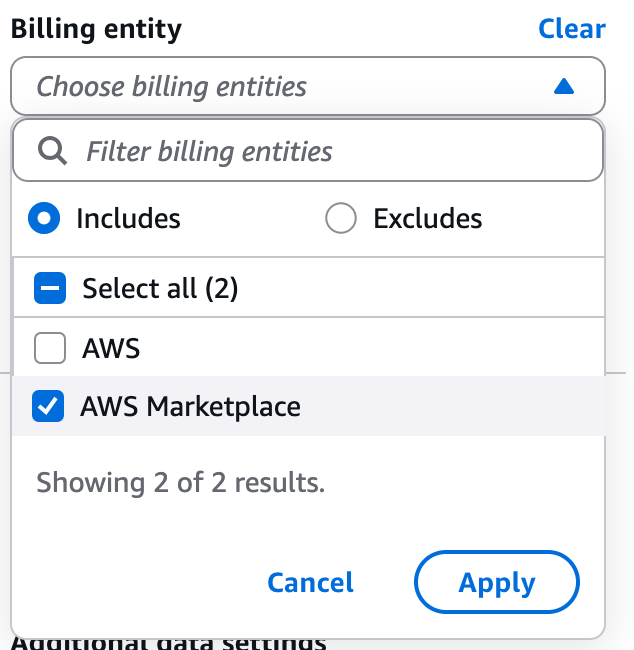 Billing entity Clear
Choose billing entities
Filter billing entities
Includes Excludes
Select all (2)
AWS
AWS Marketplace
Showing 2 of 2 results.
Cancel Apply
Additional data settings